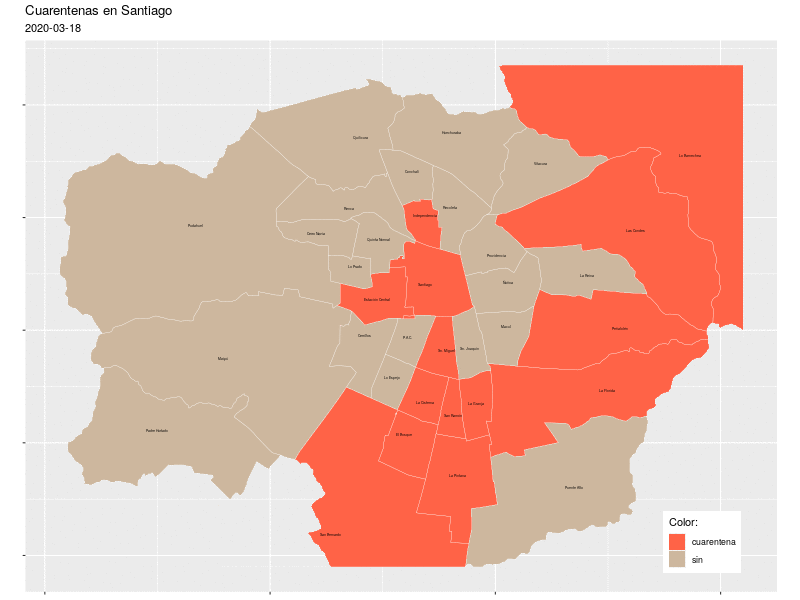 Cuarentenas en Santiago
2020-03-18
Quilicura
Huechuraba
Lo Barnechea
Vitacura
Conchalí
Renca
Recoleta
Independencia
Pudahuel
Las Condes
Cerro Navia
Quinta Normal
Providencia
Lo Prado
La Reina
Ñuñoa
Santiago
Estación Central
Macul
Peñalolén
Cerrillos
P.A.C.
Sn. Miguel
Sn. Joaquín
Maipú
Lo Espejo
La Florida
La Cisterna
La Granja
San Ramón
Padre Hurtado
El Bosque
La Pintana
Puente Alto
San Bernardo
Color:
cuarentena
sin